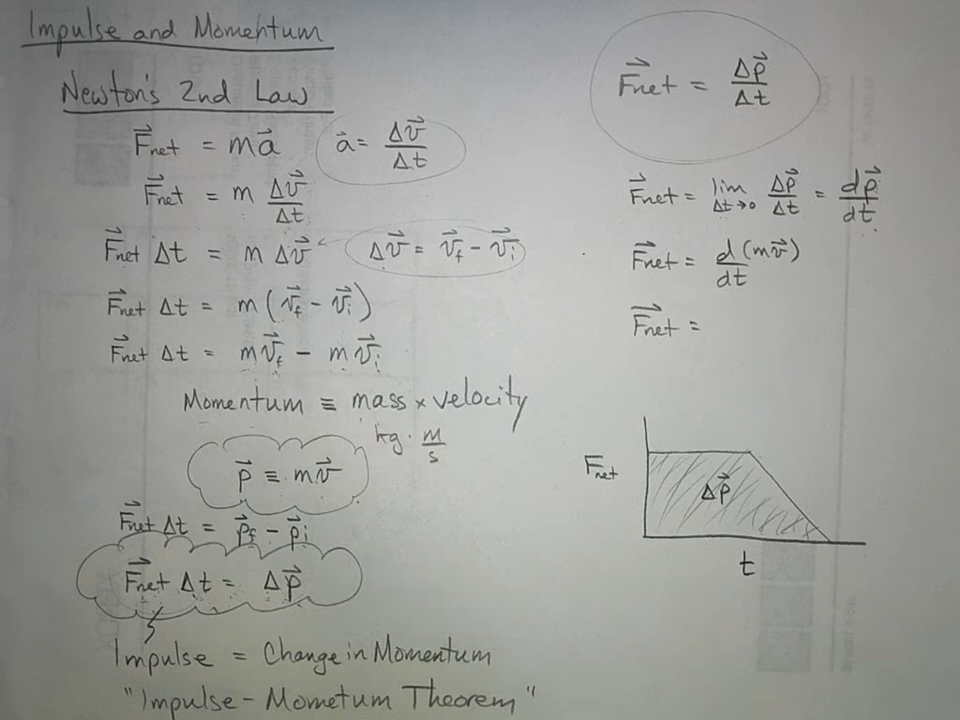 Impulse and Momentum
Newton's 2nd Law
F⃗net = ma⃗
a⃗ = Δv⃗/Δt
F⃗net = m Δv⃗/Δt
F⃗net Δt = m Δv⃗
Δv⃗ = v⃗f − v⃗i
F⃗net Δt = m(v⃗f − v⃗i)
F⃗net Δt = mv⃗f − mv⃗i
Momentum ≡ mass × velocity
kg · m/s
p⃗ ≡ mv⃗
F⃗net Δt = p⃗f − p⃗i
F⃗net Δt = Δp⃗
Impulse = Change in Momentum
"Impulse - Mometum Theorem"
F⃗net = Δp⃗/Δt
F⃗net = lim Δt→0 Δp⃗/Δt = dp⃗/dt
F⃗net = d(mv⃗)/dt
F⃗net =
Fnet
Δp⃗
t